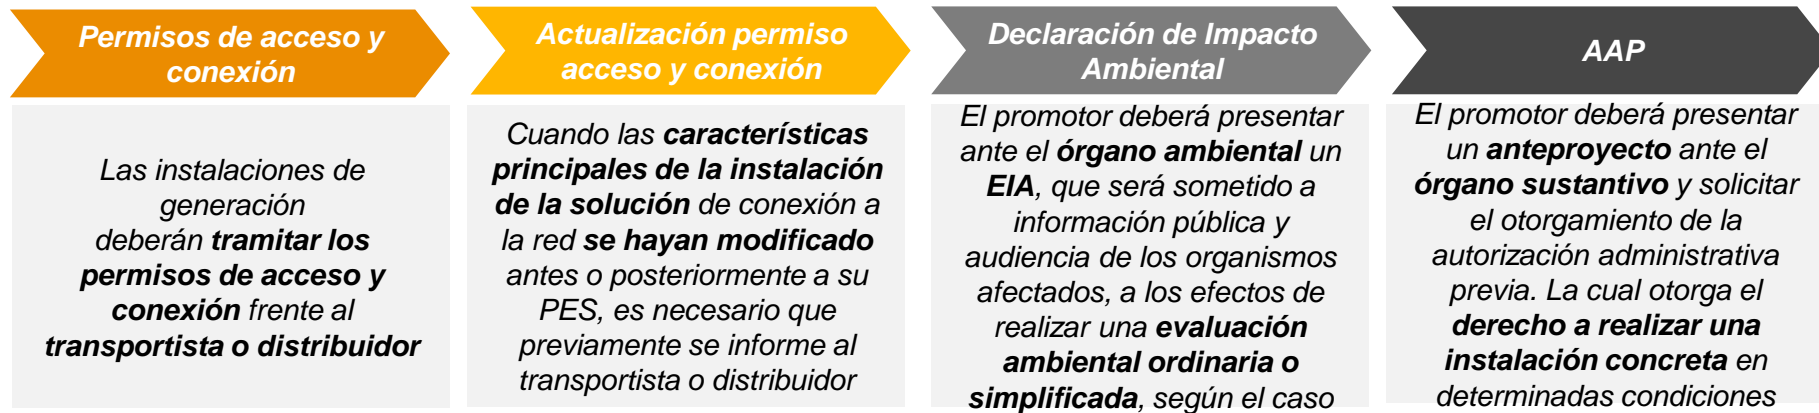 Permisos de acceso y
conexión
Las instalaciones de
generación
deberán tramitar los
permisos de acceso y
conexión frente al
transportista o distribuidor
Actualización permiso
acceso y conexión
Cuando las características
principales de la instalación
de la solución de conexión a
la red se hayan modificado
antes o posteriormente a su
PES, es necesario que
previamente se informe al
transportista o distribuidor
Declaración de Impacto
Ambiental
El promotor deberá presentar
ante el órgano ambiental un
EIA, que será sometido a
información pública y
audiencia de los organismos
afectados, a los efectos de
realizar una evaluación
ambiental ordinaria o
simplificada, según el caso
AAP
El promotor deberá presentar
un anteproyecto ante el
órgano sustantivo y solicitar
el otorgamiento de la
autorización administrativa
previa. La cual otorga el
derecho a realizar una
instalación concreta en
determinadas condiciones